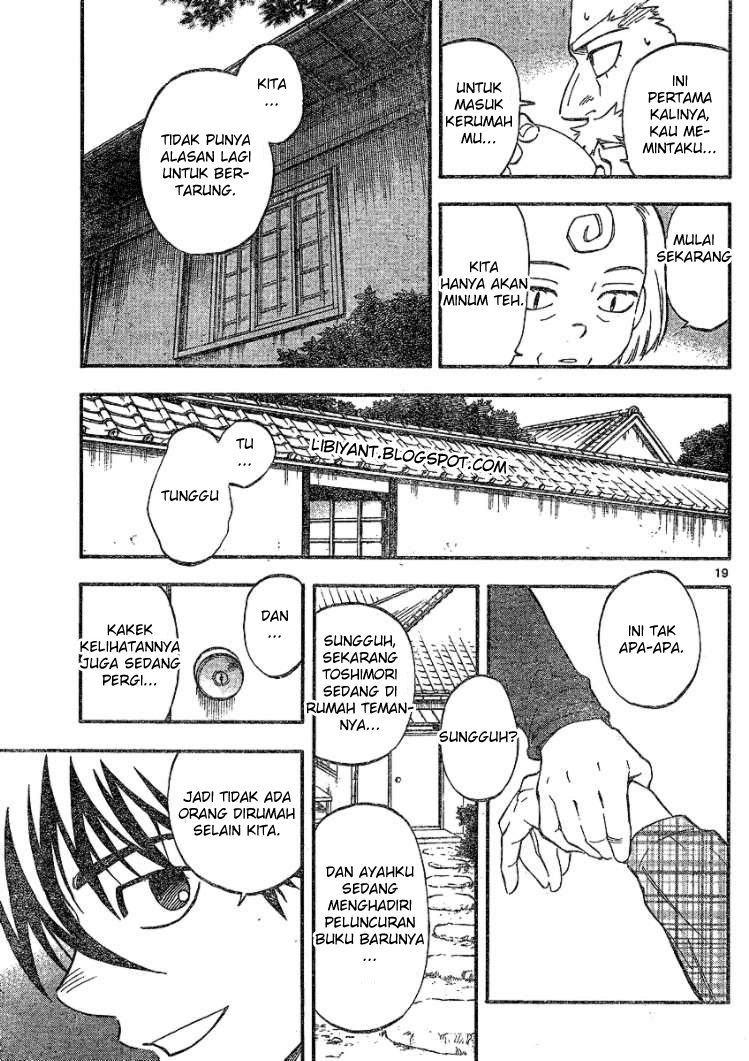 INI
PERTAMA
KALINYA,
KAU ME-
MINTAKU...
UNTUK
MASUK
KERUMAH
MU...
MULAI
SEKARANG
KITA
HANYA AKAN
MINUM TEH.
KITA
...
TIDAK PUNYA
ALASAN LAGI
UNTUK BER-
TARUNG.
LIBIYANT.BLOGSPOT.COM
TU
...
TUNGGU
19
INI TAK
APA-APA.
SUNGGUH?
SUNGGUH,
SEKARANG
TOSHIMORI
SEDANG DI
RUMAH TEMAN-
NYA...
DAN AYAHKU
SEDANG
MENGHADIRI
PELUNCURAN
BUKU BARUNYA
...
DAN
...
KAKEK
KELIHATANNYA
JUGA SEDANG
PERGI...
JADI TIDAK ADA
ORANG DIRUMAH
SELAIN KITA.